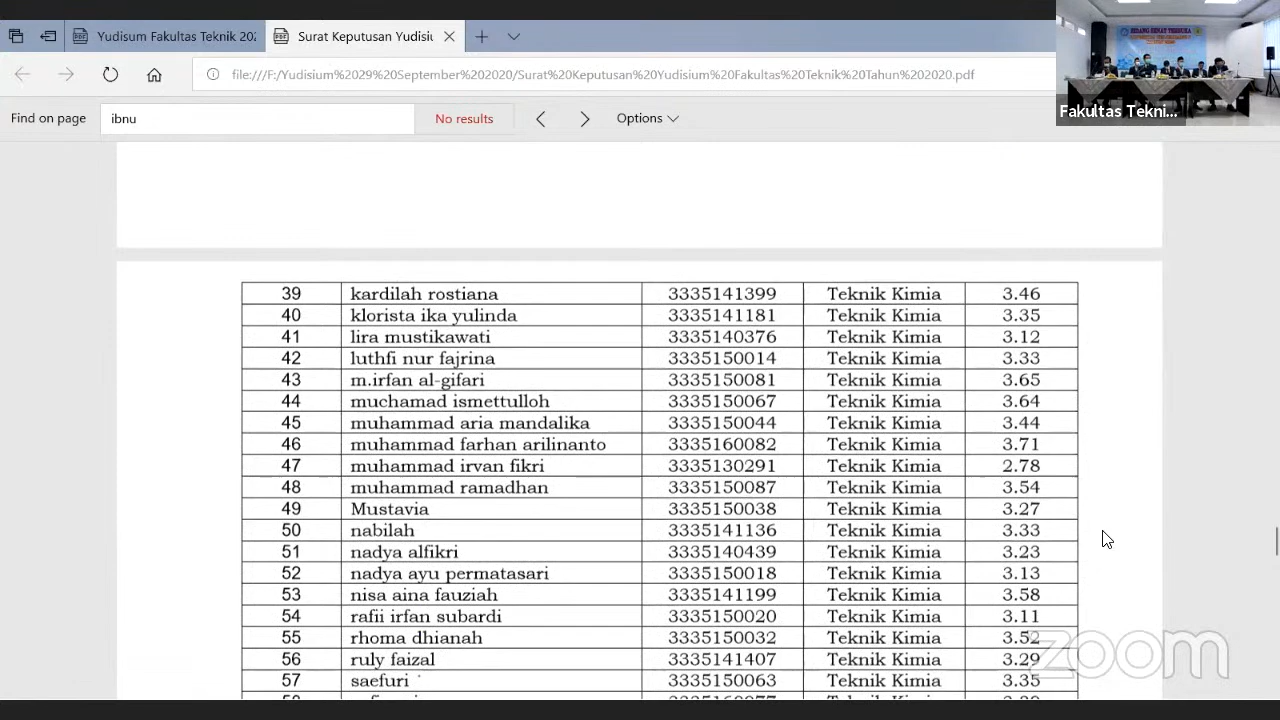 Yudisum Fakultas Teknik 202
Surat Keputusan Yudisiu
file:///F:/Yudisium%2029%20September%202020/Surat%20Keputusan%20Yudisium%20Fakultas%20Teknik%20Tahun%202020.pdf
SIDANG SENAT TERBUKA
Fakultas Tekni...
Find on page
ibnu
No results
Options
39 kardilah rostiana 3335141399 Teknik Kimia 3.46
40 klorista ika yulinda 3335141181 Teknik Kimia 3.35
41 lira mustikawati 3335140376 Teknik Kimia 3.12
42 luthfi nur fajrina 3335150014 Teknik Kimia 3.33
43 m.irfan al-gifari 3335150081 Teknik Kimia 3.65
44 muchamad ismettulloh 3335150067 Teknik Kimia 3.64
45 muhammad aria mandalika 3335150044 Teknik Kimia 3.44
46 muhammad farhan arilinanto 3335160082 Teknik Kimia 3.71
47 muhammad irvan fikri 3335130291 Teknik Kimia 2.78
48 muhammad ramadhan 3335150087 Teknik Kimia 3.54
49 Mustavia 3335150038 Teknik Kimia 3.27
50 nabilah 3335141136 Teknik Kimia 3.33
51 nadya alfikri 3335140439 Teknik Kimia 3.23
52 nadya ayu permatasari 3335150018 Teknik Kimia 3.13
53 nisa aina fauziah 3335141199 Teknik Kimia 3.58
54 rafii irfan subardi 3335150020 Teknik Kimia 3.11
55 rhoma dhianah 3335150032 Teknik Kimia 3.52
56 ruly faizal 3335141407 Teknik Kimia 3.29
57 saefuri 3335150063 Teknik Kimia 3.35
zoom